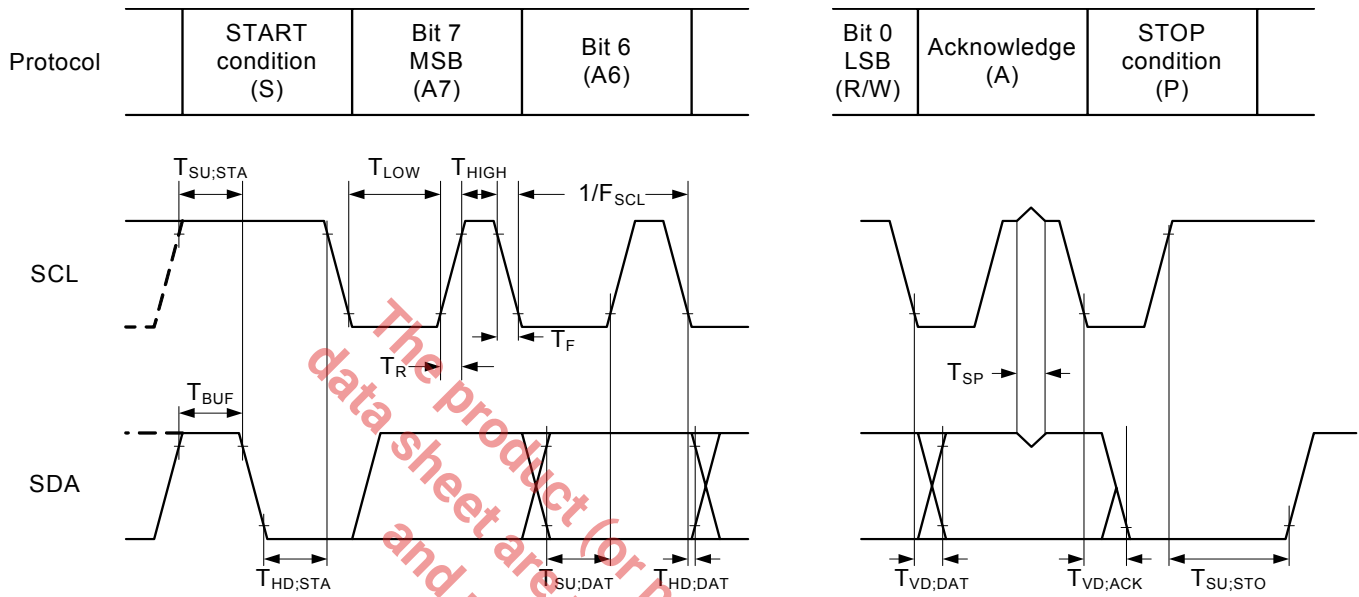 Protocol
START
condition
(S)
Bit 7
MSB
(A7)
Bit 6
(A6)
Bit 0
LSB
(R/W)
Acknowledge
(A)
STOP
condition
(P)
TSU;STA
TLOW
THIGH
1/FSCL
SCL
TR
TF
TSP
TBUF
SDA
THD;STA
TSU;DAT
THD;DAT
TVD;DAT
TVD;ACK
TSU;STO
The product (or
data sheet are
and